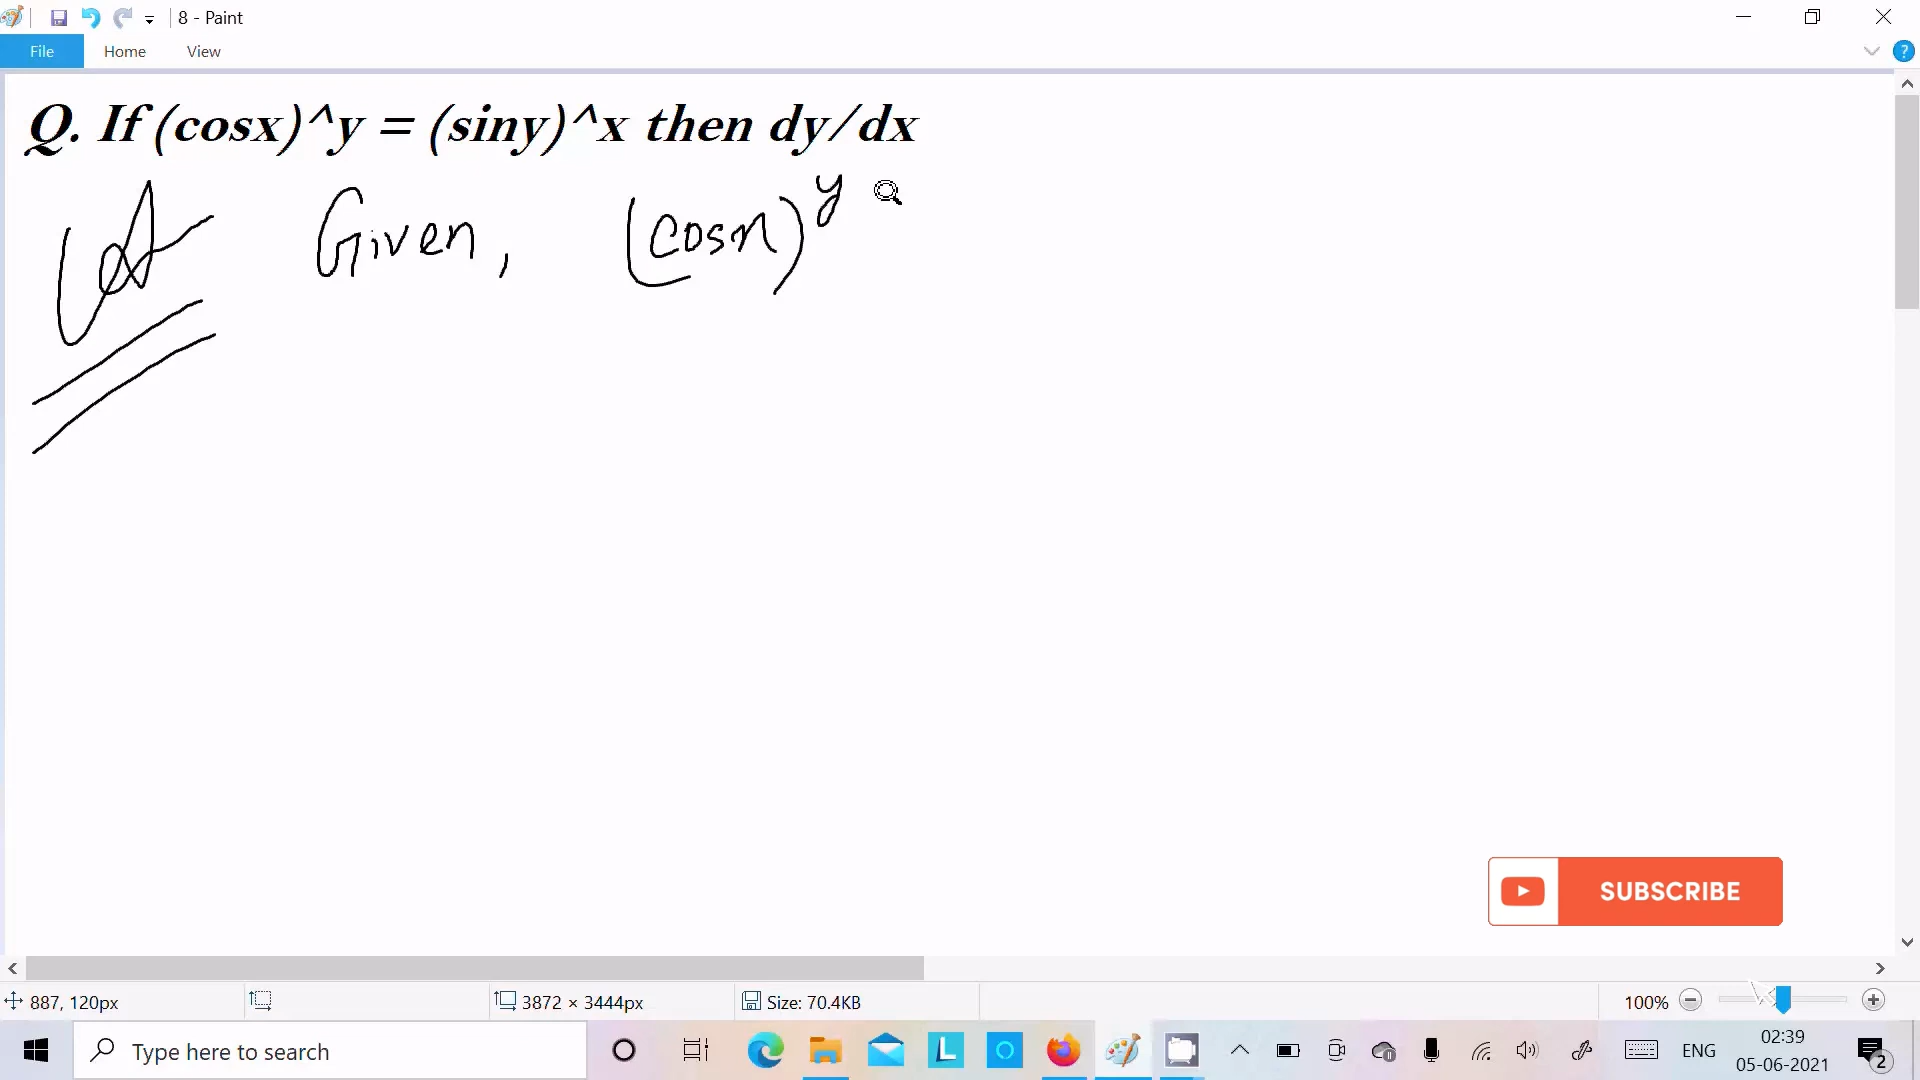 8 - Paint
File Home View
Q. If (cosx)^y = (siny)^x then dy/dx
Given, (cosx)^y
SUBSCRIBE
887, 120px 3872 × 3444px Size: 70.4KB 100%
Type here to search
ENG
02:39
05-06-2021
2